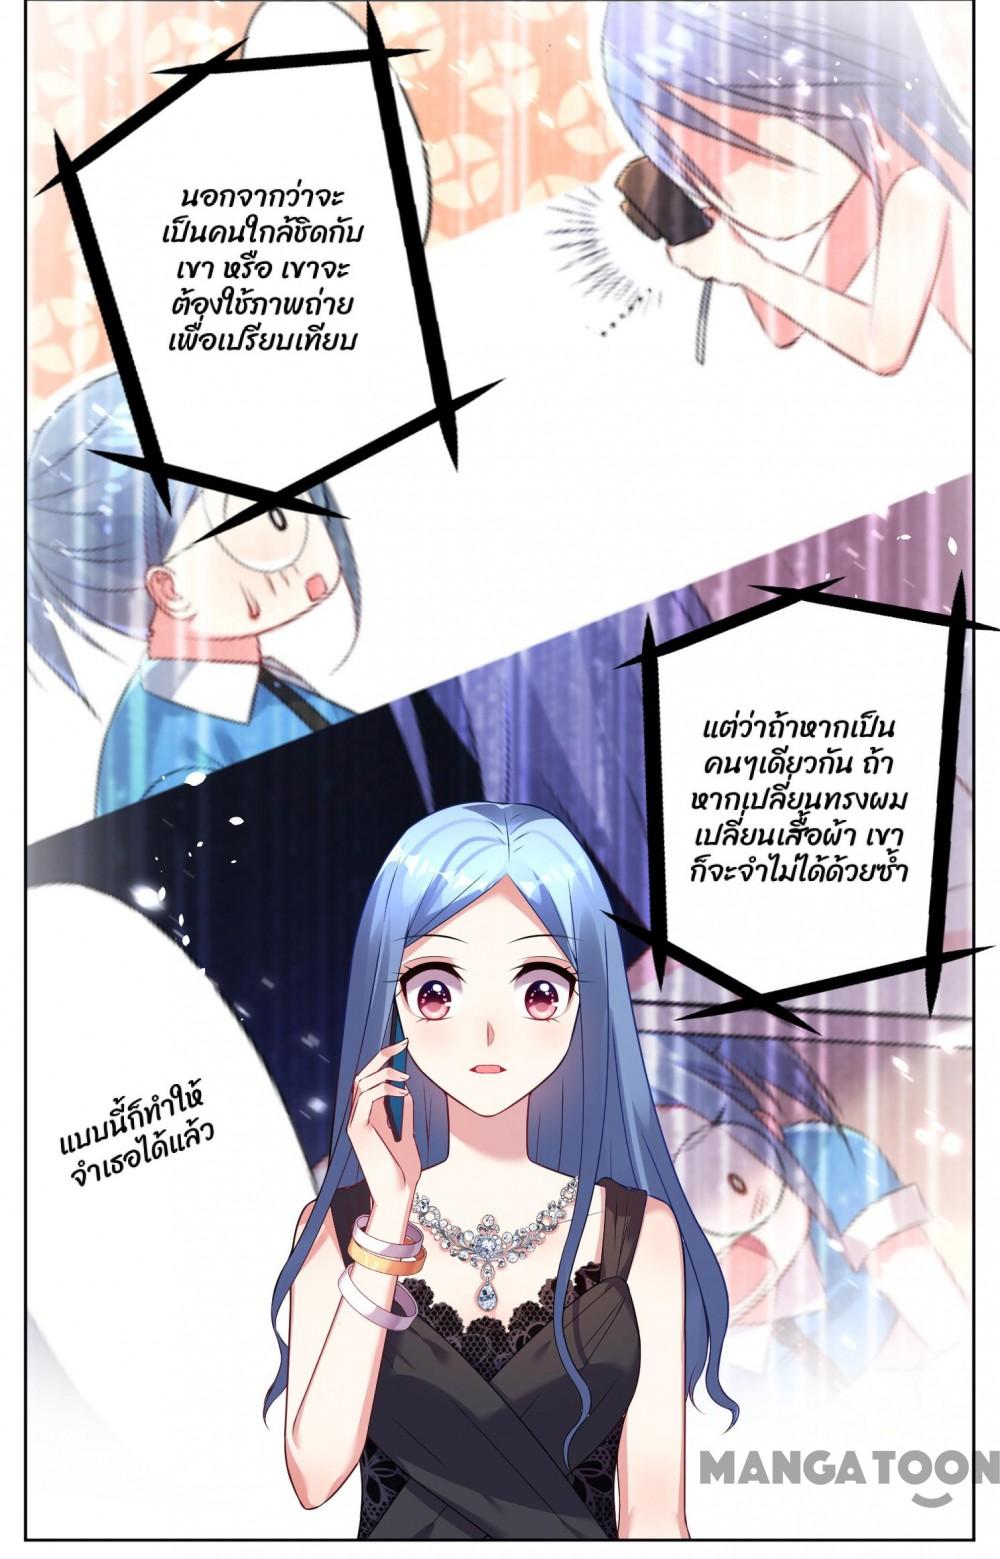 นอกจากว่าจะ
เป็นคนใกล้ชิดกับ
เขา หรือ เขาจะ
ต้องใช้ภาพถ่าย
เพื่อเปรียบเทียบ
แต่ว่าถ้าหากเป็น
คนๆเดียวกัน ถ้า
หากเปลี่ยนทรงผม
เปลี่ยนเสื้อผ้า เขา
ก็จะจำไม่ได้ด้วยซ้ำ
แบบนี้ก็ทำให้
จำเธอได้แล้ว
MANGATOON